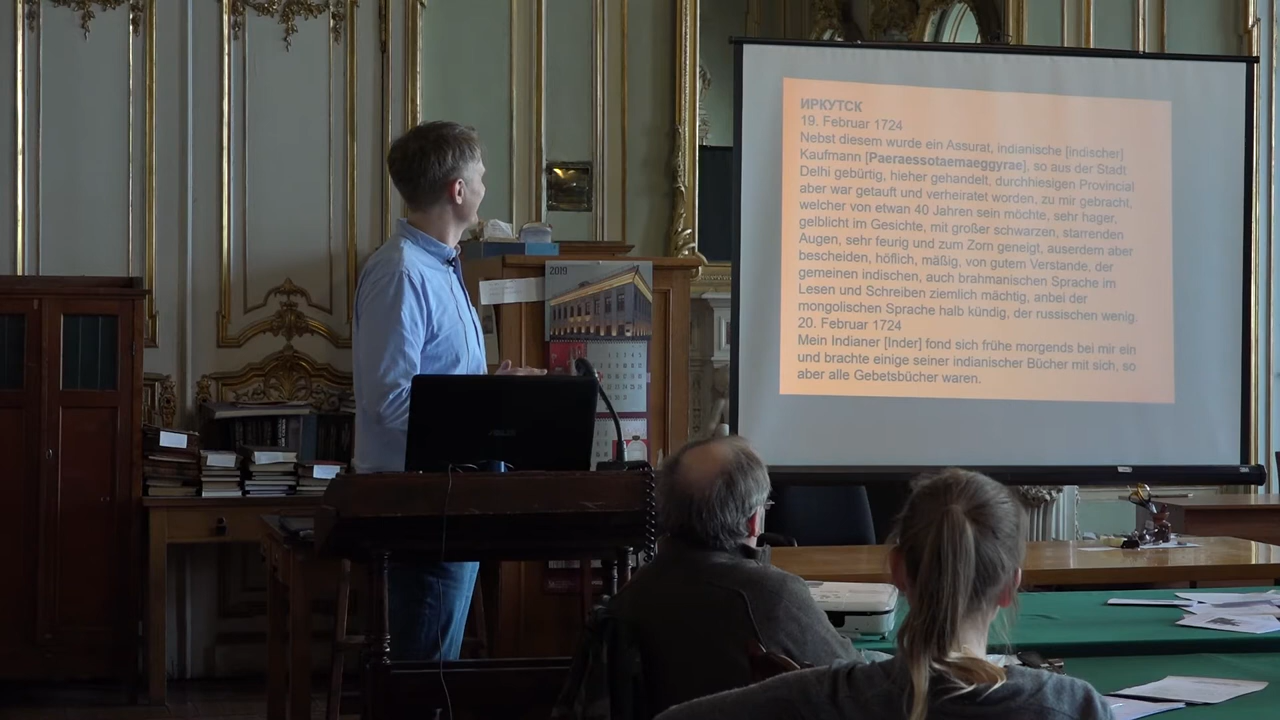 ИРКУТСК
19. Februar 1724
Nebst diesem wurde ein Assurat, indianische [indischer]
Kaufmann [Paeraessotaemaeggyrae], so aus der Stadt
Delhi gebürtig, hieher gehandelt, durchhiesigen Provincial
aber war getauft und verheiratet worden, zu mir gebracht,
welcher von etwan 40 Jahren sein möchte, sehr hager,
gelblicht im Gesichte, mit großer schwarzen, starrenden
Augen, sehr feurig und zum Zorn geneigt, auserdem aber
bescheiden, höflich, mäßig, von gutem Verstande, der
gemeinen indischen, auch brahmanischen Sprache im
Lesen und Schreiben ziemlich mächtig, anbei der
mongolischen Sprache halb kündig, der russischen wenig.
20. Februar 1724
Mein Indianer [Inder] fond sich frühe morgends bei mir ein
und brachte einige seiner indianischer Bücher mit sich, so
aber alle Gebetsbücher waren.
2019
ASUS